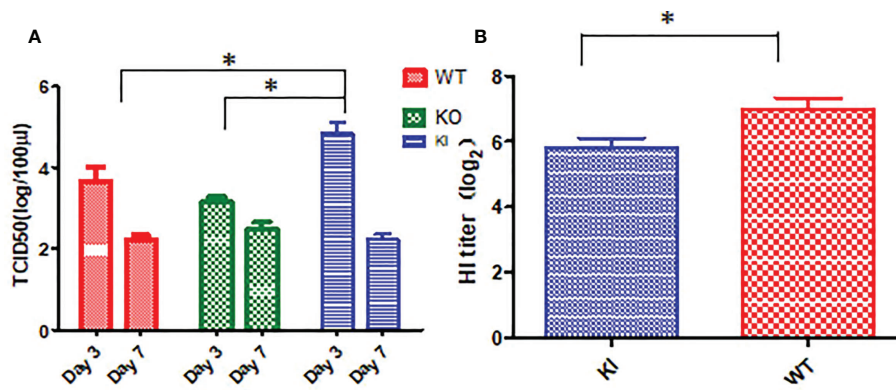 A
*
*
TCID50(log/100µl)
6
4
2
0
Day 3
Day 7
Day 3
Day 7
Day 3
Day 7
WT
KO
KI
B
*
HI titer (log2)
8
6
4
2
0
KI
WT